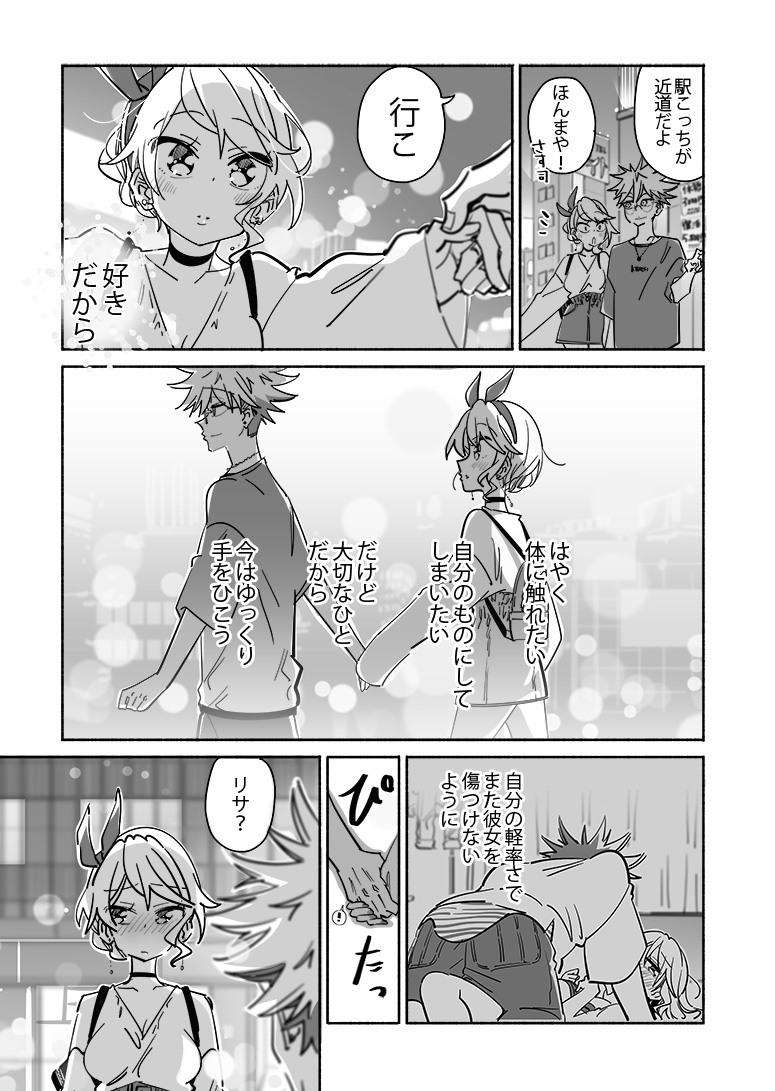 駅こっちが
近道だよ
ほんまや!
さすが
行こ
好き
だから
はやく
体に触れたい
自分のものにして
しまいたい
だけど
大切なひと
だから
今はゆっくり
手をひこう
自分の軽率さで
また彼女を
傷つけない
ように
ぴ
たっ
リサ?